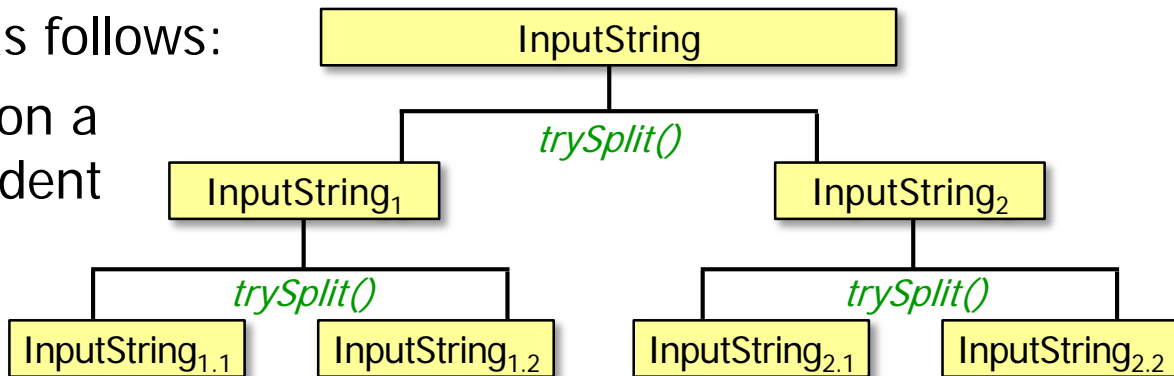 s follows:
on a
dent
InputString
trySplit()
InputString₁
InputString₂
trySplit()
trySplit()
InputString₁.₁
InputString₁.₂
InputString₂.₁
InputString₂.₂